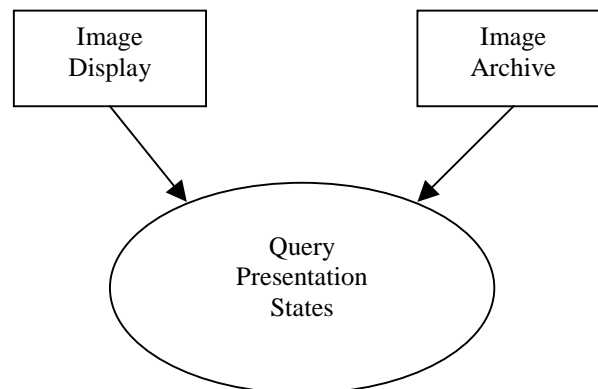 Image
Display
Image
Archive
Query
Presentation
States